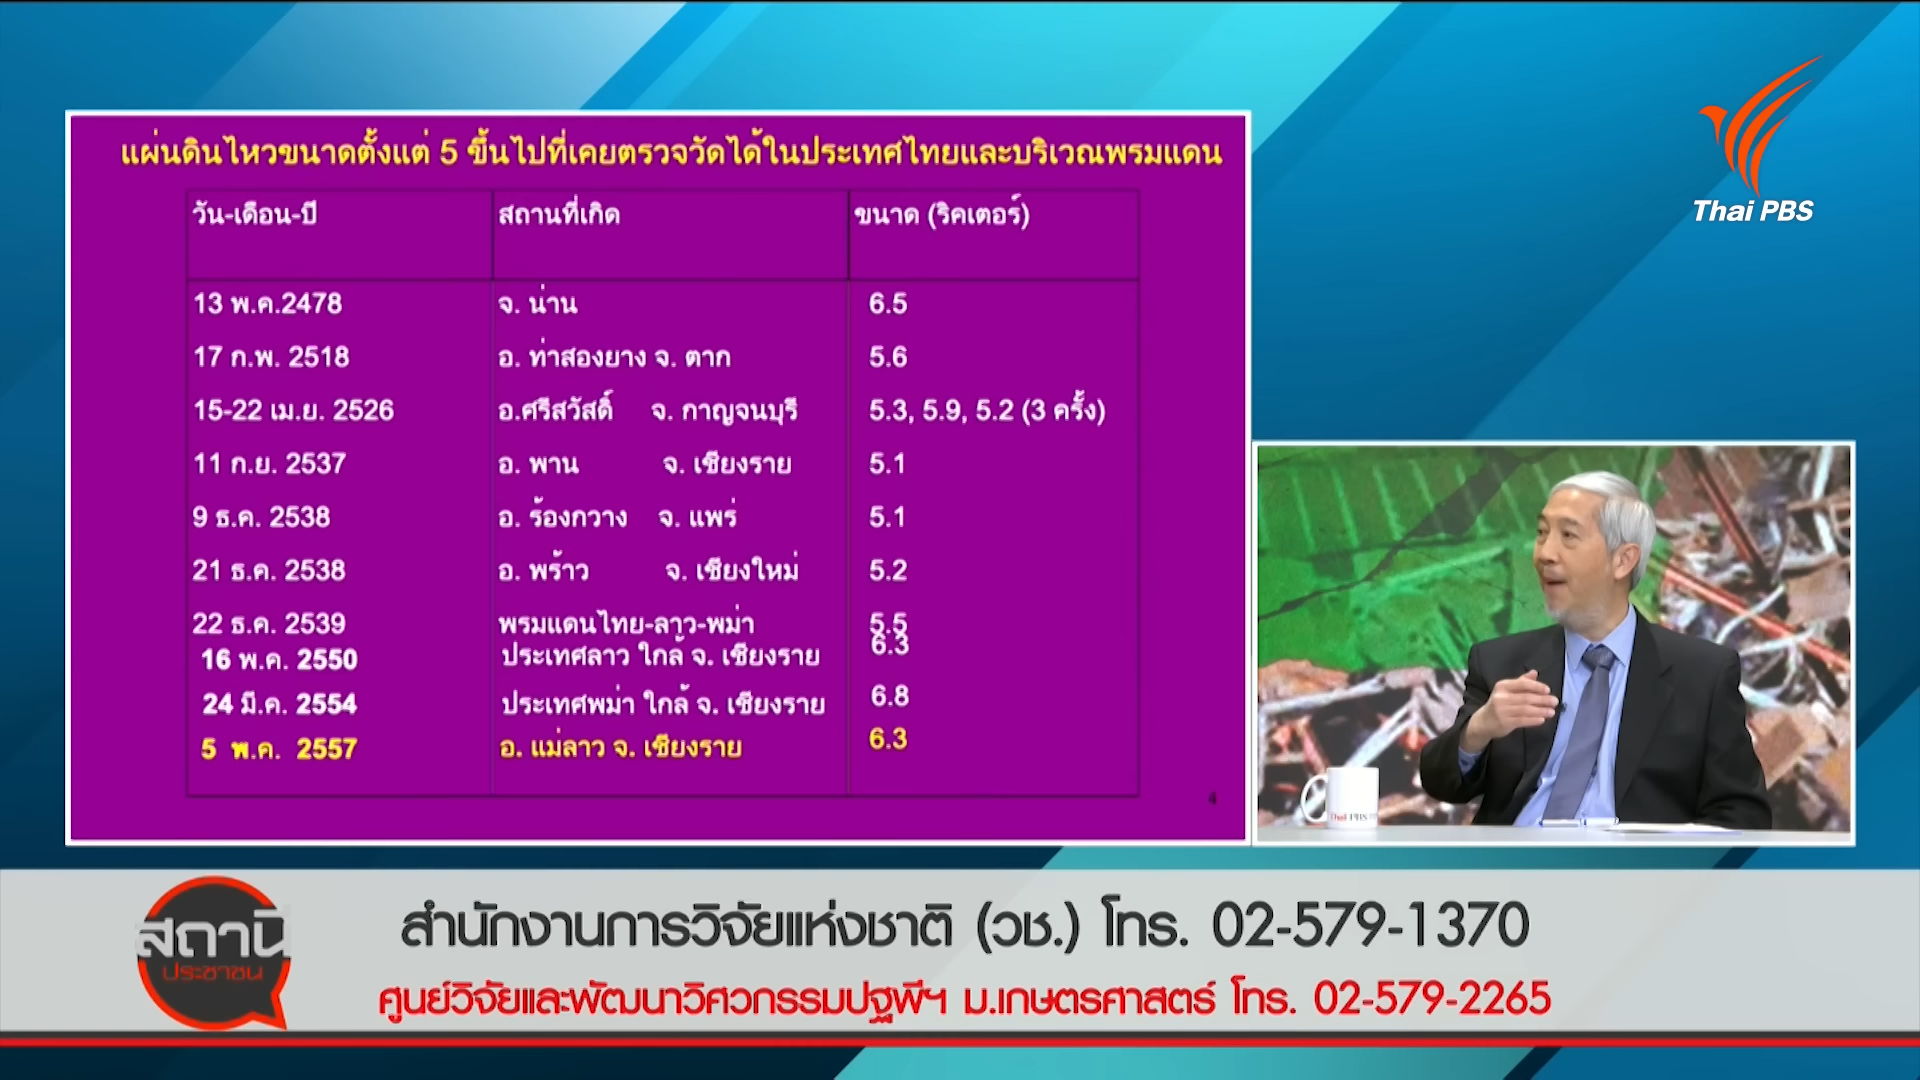 แผ่นดินไหวขนาดตั้งแต่ 5 ขึ้นไปที่เคยตรวจวัดได้ในประเทศไทยและบริเวณพรมแดน
วัน-เดือน-ปี สถานที่เกิด ขนาด (ริคเตอร์)
13 พ.ค.2478 จ. น่าน 6.5
17 ก.พ. 2518 อ. ท่าสองยาง จ. ตาก 5.6
15-22 เม.ย. 2526 อ.ศรีสวัสดิ์ จ. กาญจนบุรี 5.3, 5.9, 5.2 (3 ครั้ง)
11 ก.ย. 2537 อ. พาน จ. เชียงราย 5.1
9 ธ.ค. 2538 อ. ร้องกวาง จ. แพร่ 5.1
21 ธ.ค. 2538 อ. พร้าว จ. เชียงใหม่ 5.2
22 ธ.ค. 2539 พรมแดนไทย-ลาว-พม่า 5.5
16 พ.ค. 2550 ประเทศลาว ใกล้ จ. เชียงราย 6.3
24 มี.ค. 2554 ประเทศพม่า ใกล้ จ. เชียงราย 6.8
5 พ.ค. 2557 อ. แม่ลาว จ. เชียงราย 6.3
4
Thai PBS
Thai PBS
สถานี
ประชาชน
สำนักงานการวิจัยแห่งชาติ (วช.) โทร. 02-579-1370
ศูนย์วิจัยและพัฒนาวิศวกรรมปฐพีฯ ม.เกษตรศาสตร์ โทร. 02-579-2265